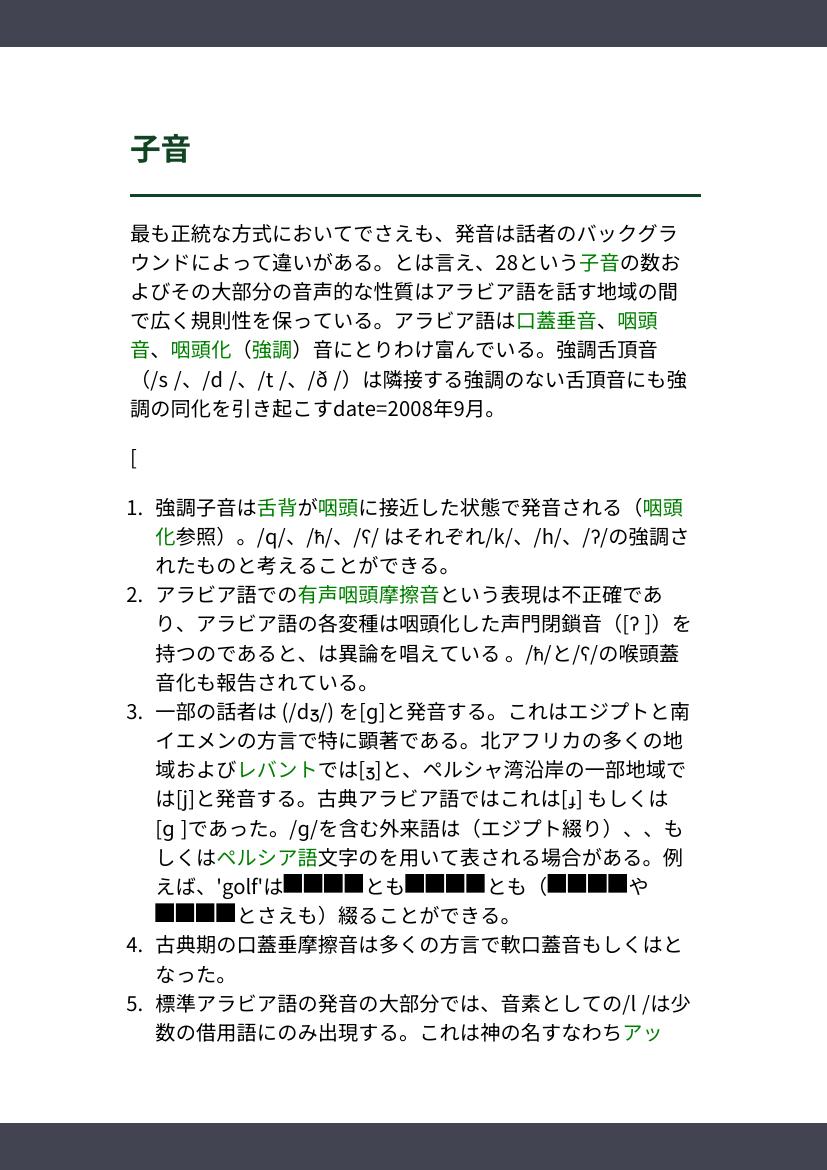 子音
最も正統な方式においてでさえも、発音は話者のバックグラ
ウンドによって違いがある。とは言え、28という子音の数お
よびその大部分の音声的な性質はアラビア語を話す地域の間
で広く規則性を保っている。アラビア語は口蓋垂音、咽頭
音、咽頭化（強調）音にとりわけ富んでいる。強調舌頂音
（/s /、/d /、/t /、/ð /）は隣接する強調のない舌頂音にも強
調の同化を引き起こすdate=2008年9月。
[
1. 強調子音は舌背が咽頭に接近した状態で発音される（咽頭
化参照）。/q/、/ħ/、/ʕ/ はそれぞれ/k/、/h/、/ʔ/の強調さ
れたものと考えることができる。
2. アラビア語での有声咽頭摩擦音という表現は不正確であ
り、アラビア語の各変種は咽頭化した声門閉鎖音（[ʔ ]）を
持つのであると、は異論を唱えている 。/ħ/と/ʕ/の喉頭蓋
音化も報告されている。
3. 一部の話者は (/dʒ/) を[ɡ]と発音する。これはエジプトと南
イエメンの方言で特に顕著である。北アフリカの多くの地
域およびレバントでは[ʒ]と、ペルシャ湾沿岸の一部地域で
は[j]と発音する。古典アラビア語ではこれは[ɟ] もしくは
[ɡ ]であった。/ɡ/を含む外来語は（エジプト綴り）、、も
しくはペルシア語文字のを用いて表される場合がある。例
えば、'golf'は■■■■とも■■■■とも（■■■■や
■■■■とさえも）綴ることができる。
4. 古典期の口蓋垂摩擦音は多くの方言で軟口蓋音もしくはと
なった。
5. 標準アラビア語の発音の大部分では、音素としての/l /は少
数の借用語にのみ出現する。これは神の名すなわちアッ